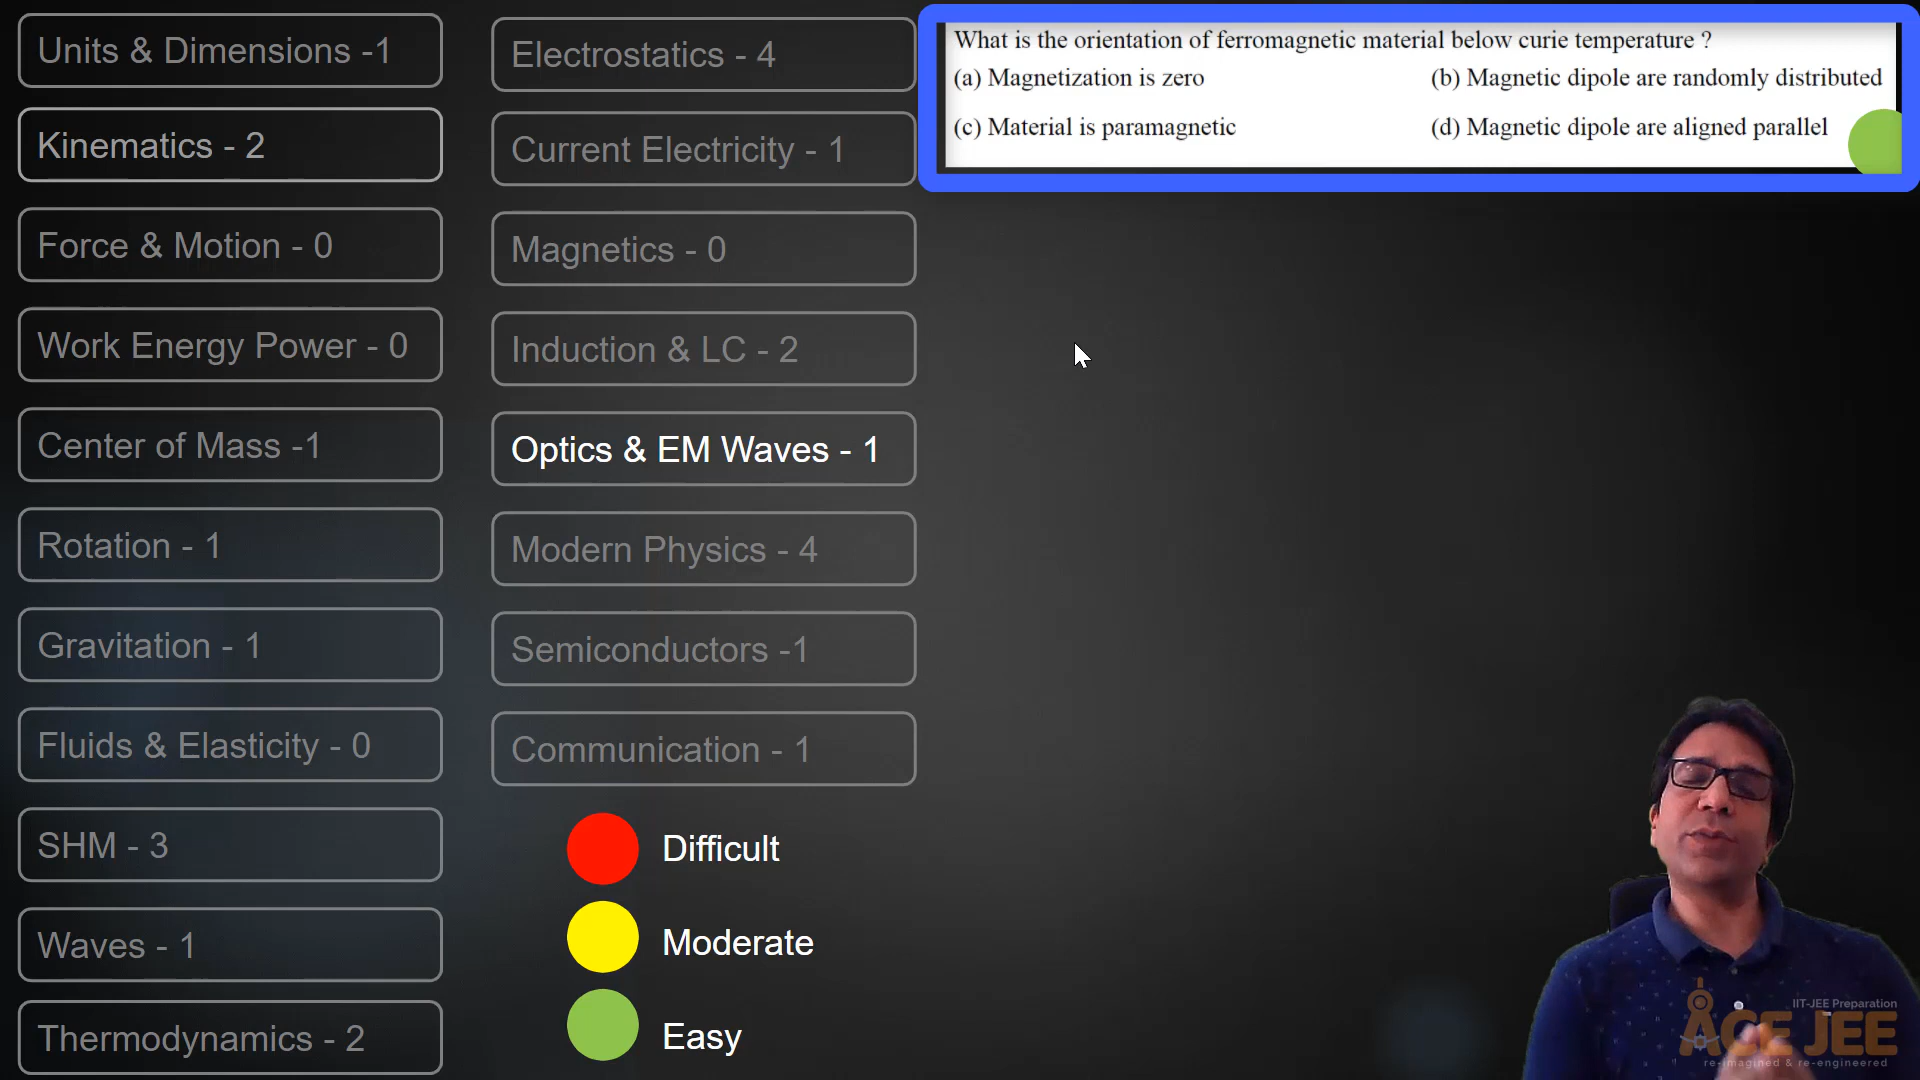 Units & Dimensions -1
Kinematics - 2
Force & Motion - 0
Work Energy Power - 0
Center of Mass -1
Rotation - 1
Gravitation - 1
Fluids & Elasticity - 0
SHM - 3
Waves - 1
Thermodynamics - 2
Electrostatics - 4
Current Electricity - 1
Magnetics - 0
Induction & LC - 2
Optics & EM Waves - 1
Modern Physics - 4
Semiconductors -1
Communication - 1
Difficult
Moderate
Easy
What is the orientation of ferromagnetic material below curie temperature ?
(a) Magnetization is zero
(b) Magnetic dipole are randomly distributed
(c) Material is paramagnetic
(d) Magnetic dipole are aligned parallel
IIT-JEE Preparation
ACE JEE
re-imagined & re-engineered